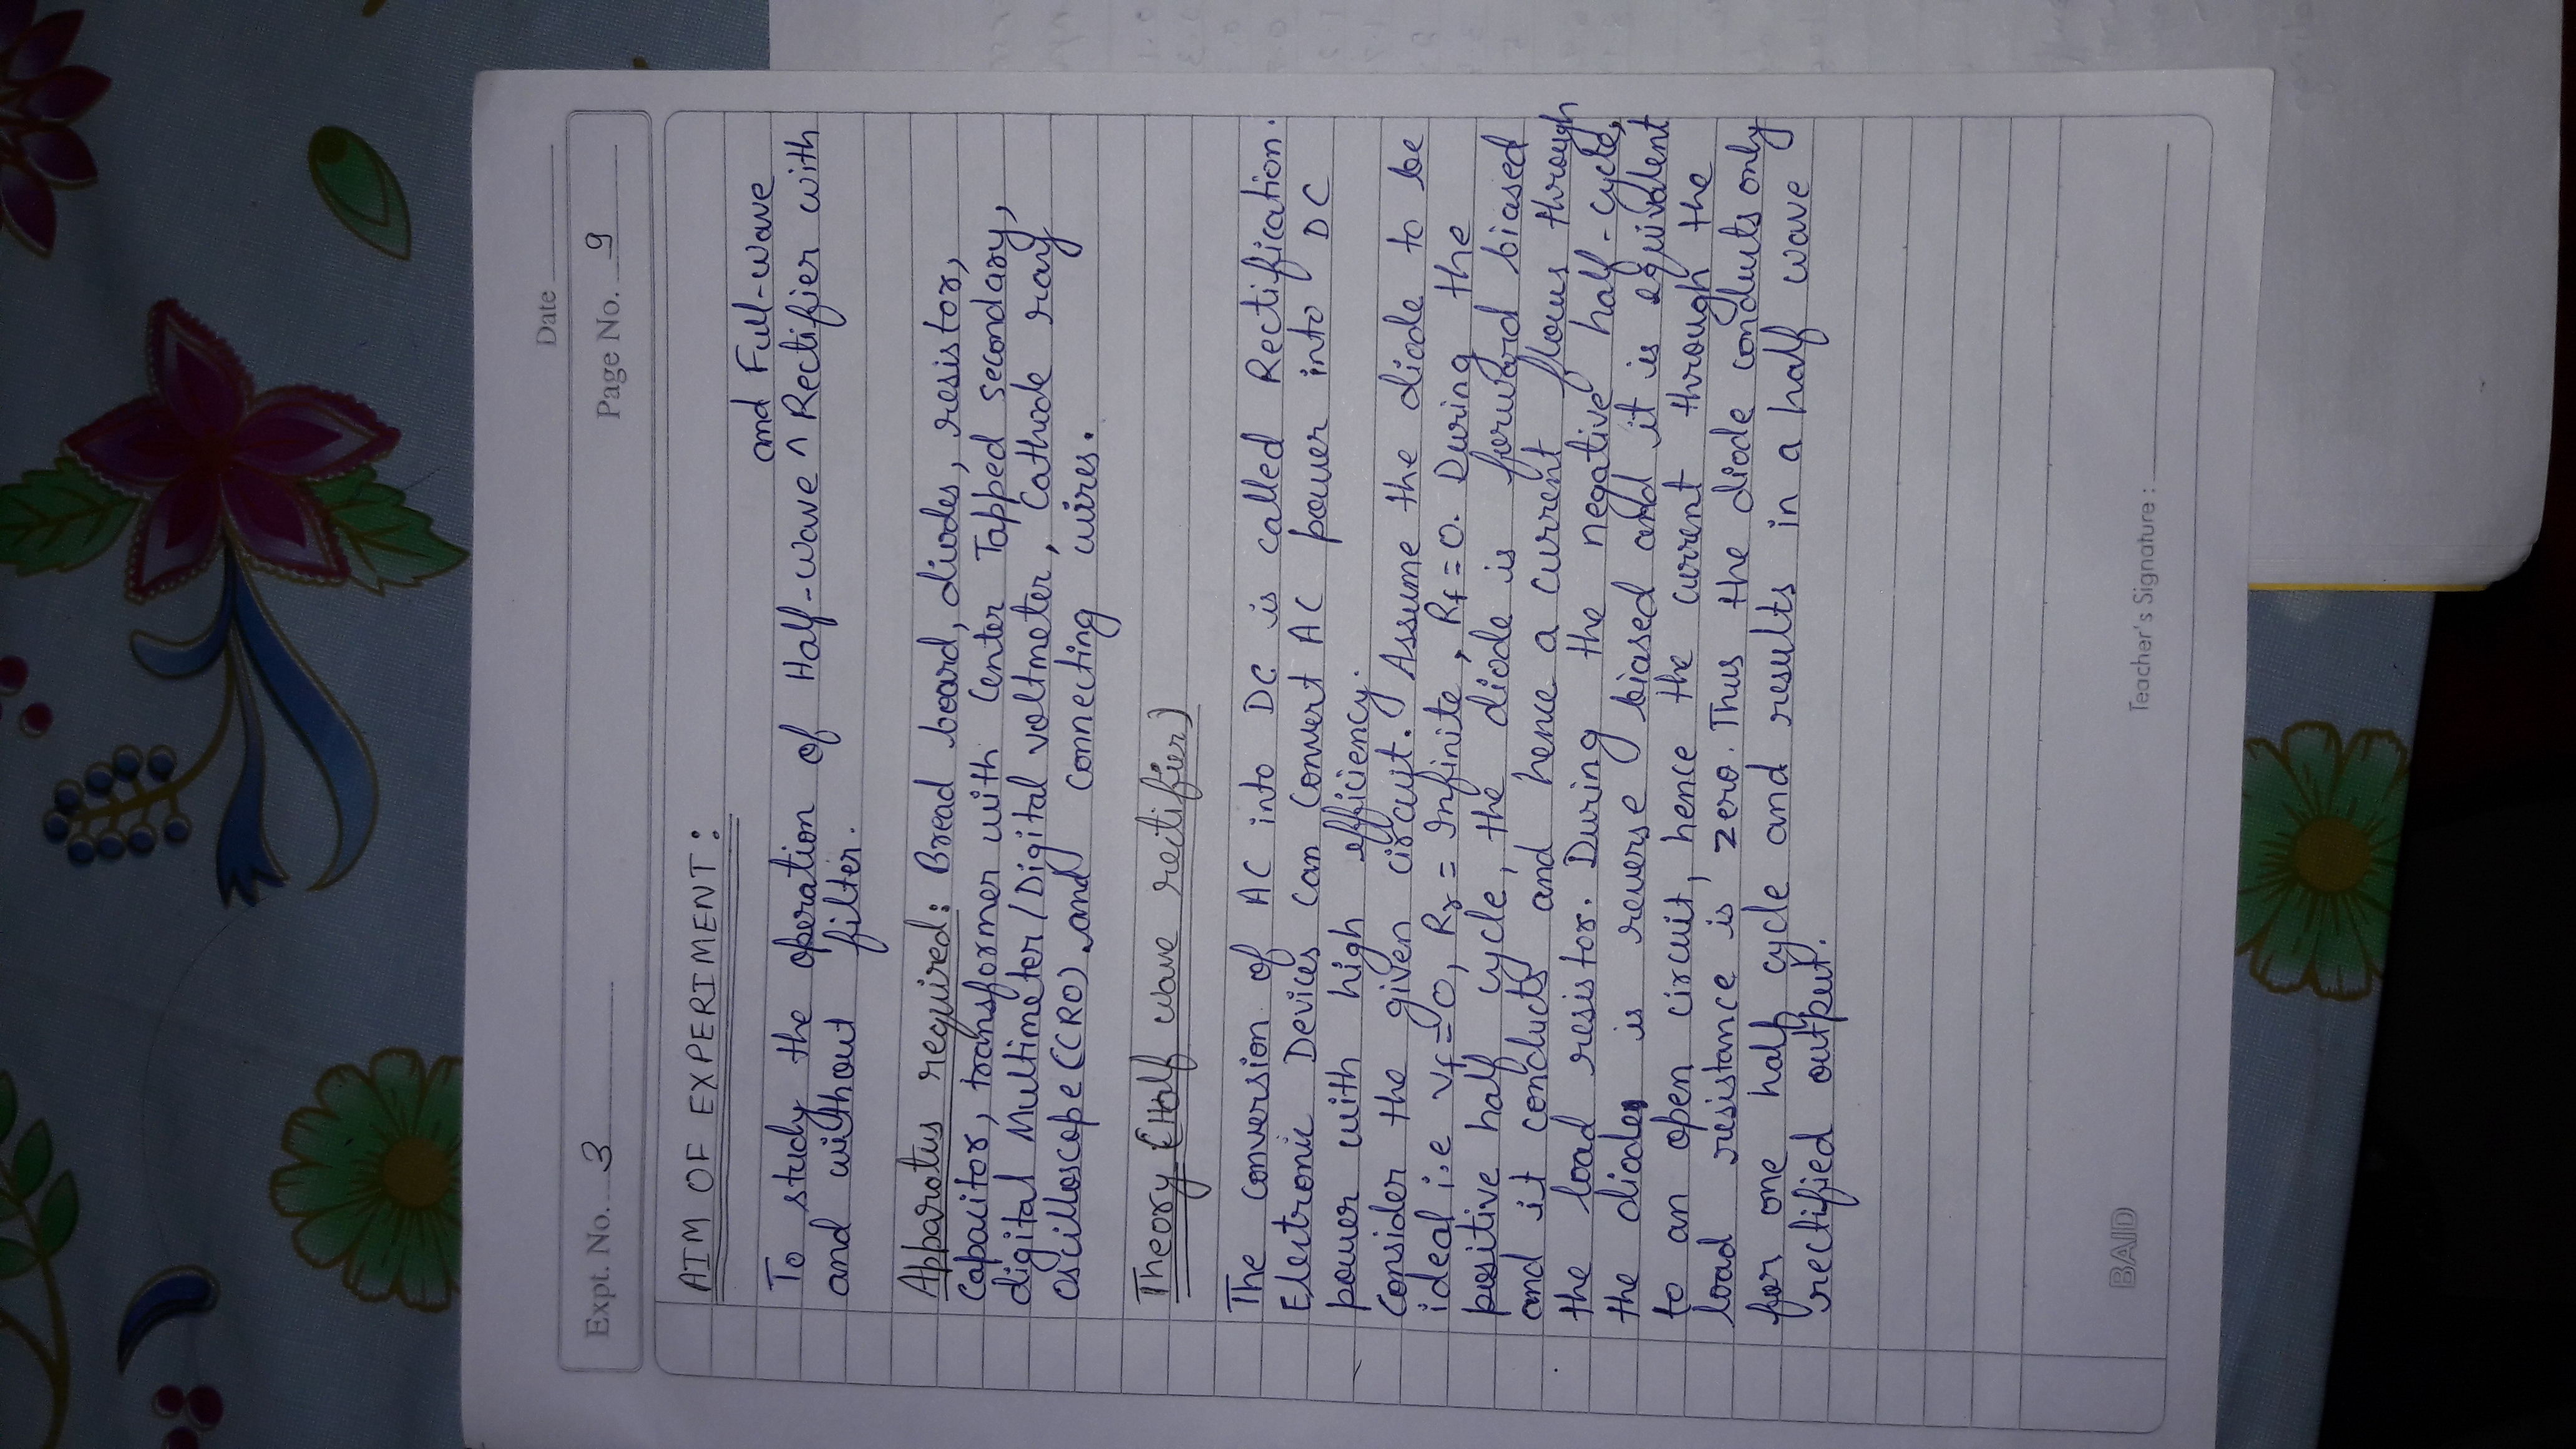 Date
Expt. No. 3
Page No. 9
AIM OF EXPERIMENT:
and Full-wave
To study the operation of Half-wave ^ Rectifier with
and without filter.
Apparatus required: Bread board, diodes, resistor,
Capacitor, transformer with Center Tapped secondary,
digital Multimeter/Digital voltmeter, Cathode ray
Oscilloscope (CRO) and connecting wires.
Theory (Half wave rectifier)
The conversion of AC into DC is called Rectification.
Electronic Devices can Convert AC power into DC
power with high efficiency.
Consider the given circuit. Assume the diode to be
ideal i.e Vf=0, Rr = Infinite, Rf=0. During the
positive half cycle, the diode is forward biased
and it conducts and hence a current flows through
the load resistor. During the negative half-cycle,
the diode is reverse biased and it is equivalent
to an open circuit, hence the current through the
load resistance is zero. Thus the diode conducts only
for one half cycle and results in a half wave
rectified output.
BAID
Teacher's Signature :